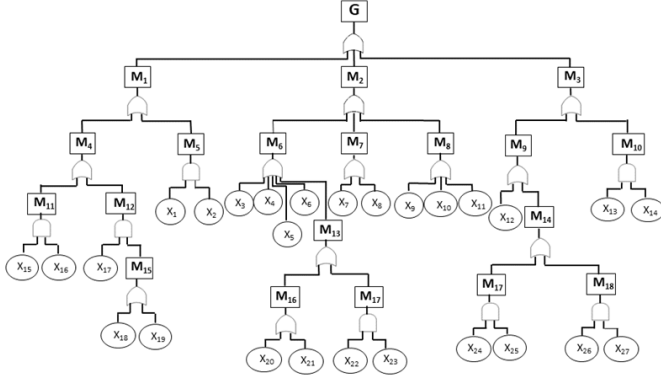 G
M₁ M₂ M₃
M₄ M₅ M₆ M₇ M₈ M₉ M₁₀
M₁₁ M₁₂ X₁ X₂ X₃ X₄ X₆ X₇ X₈ X₉ X₁₀ X₁₁ X₁₂ M₁₄ X₁₃ X₁₄
X₅ M₁₃
X₁₅ X₁₆ X₁₇ M₁₅
M₁₆ M₁₇ M₁₇ M₁₈
X₁₈ X₁₉
X₂₀ X₂₁ X₂₂ X₂₃ X₂₄ X₂₅ X₂₆ X₂₇